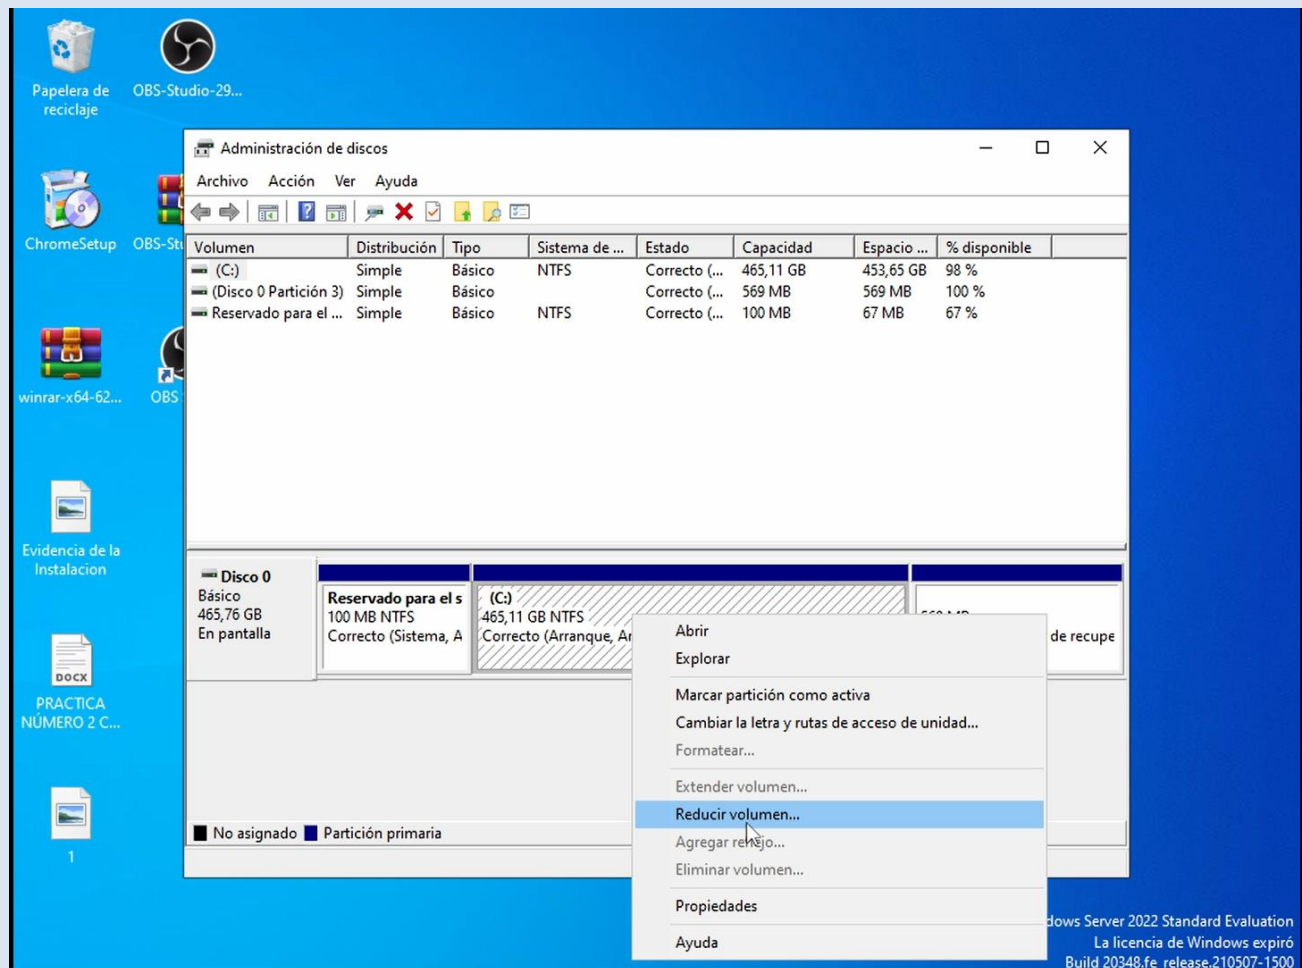 Papelera de
reciclaje
OBS-Studio-29...
Administración de discos
Archivo Acción Ver Ayuda
ChromeSetup
OBS-Stu
Volumen Distribución Tipo Sistema de ... Estado Capacidad Espacio ... % disponible
(C:) Simple Básico NTFS Correcto (... 465,11 GB 453,65 GB 98 %
(Disco 0 Partición 3) Simple Básico Correcto (... 569 MB 569 MB 100 %
Reservado para el ... Simple Básico NTFS Correcto (... 100 MB 67 MB 67 %
winrar-x64-62...
OBS
Evidencia de la
Instalacion
Disco 0
Básico
465,76 GB
En pantalla
Reservado para el s
100 MB NTFS
Correcto (Sistema, A
(C:)
465,11 GB NTFS
Correcto (Arranque, Ar
de recupe
DOCX
PRACTICA
NÚMERO 2 C...
Abrir
Explorar
Marcar partición como activa
Cambiar la letra y rutas de acceso de unidad...
Formatear...
Extender volumen...
Reducir volumen...
Agregar reflejo...
Eliminar volumen...
Propiedades
Ayuda
No asignado Partición primaria
1
dows Server 2022 Standard Evaluation
La licencia de Windows expiró
Build 20348.fe_release.210507-1500